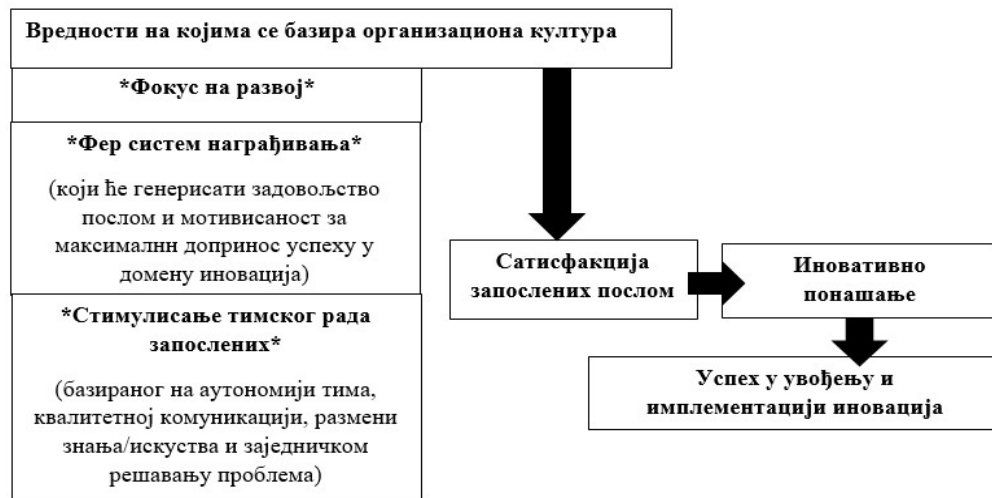 Вредности на којима се базира организациона култура
*Фокус на развој*
*Фер систем награђивања*
(који ће генерисати задовољство
послом и мотивисаност за
максималнн допринос успеху у
домену иновација)
*Стимулисање тимског рада
запослених*
(базираног на аутономији тима,
квалитетној комуникацији, размени
знања/искуства и заједничком
решавању проблема)
Сатисфакција
запослених послом
Иновативно
понашање
Успех у увођењу и
имплементацији иновација